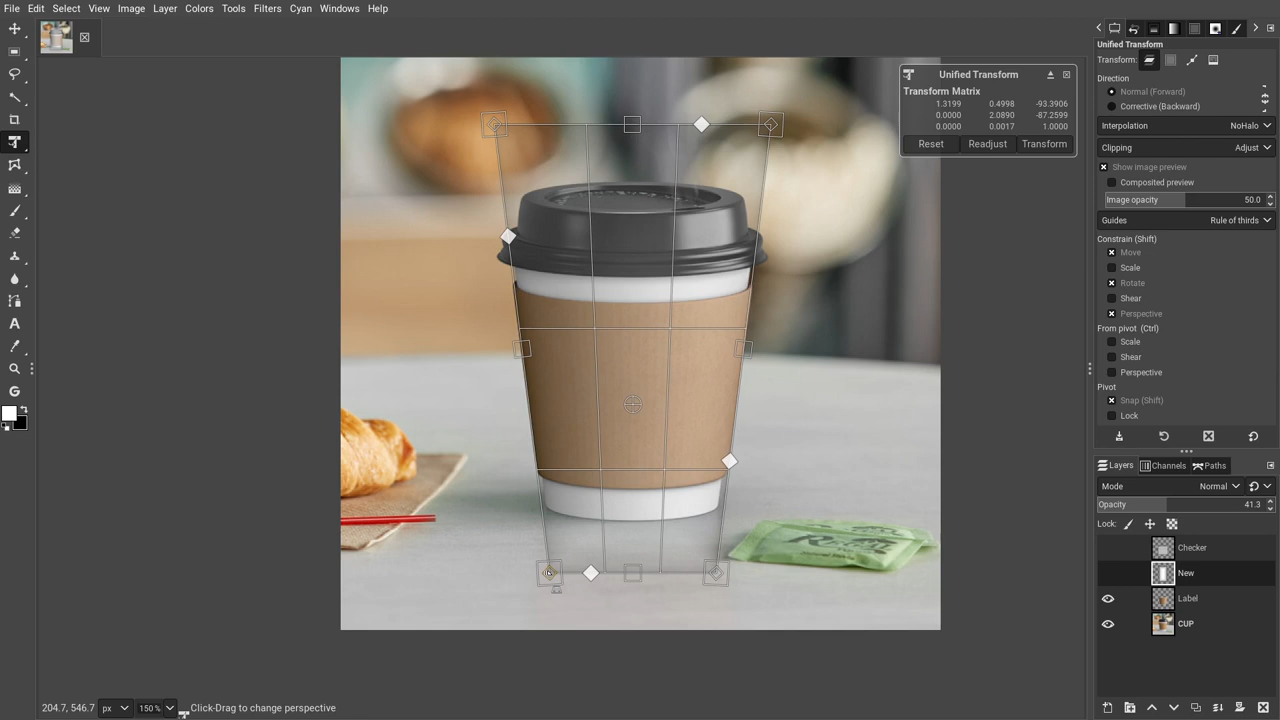 File Edit Select View Image Layer Colors Tools Filters Cyan Windows Help
Unified Transform
Transform Matrix
1.3199 0.4998 -93.3906
0.0000 2.0890 -87.2599
0.0000 0.0017 1.0000
Reset Readjust Transform
Unified Transform
Transform:
Direction
Normal (Forward)
Corrective (Backward)
Interpolation NoHalo
Clipping Adjust
Show image preview
Composited preview
Image opacity 50.0
Guides Rule of thirds
Constrain (Shift)
Move
Scale
Rotate
Shear
Perspective
From pivot (Ctrl)
Scale
Shear
Perspective
Pivot
Snap (Shift)
Lock
Layers Channels Paths
Mode Normal
Opacity 41.3
Lock:
Checker
New
Label
CUP
204.7, 546.7 px 150 % Click-Drag to change perspective